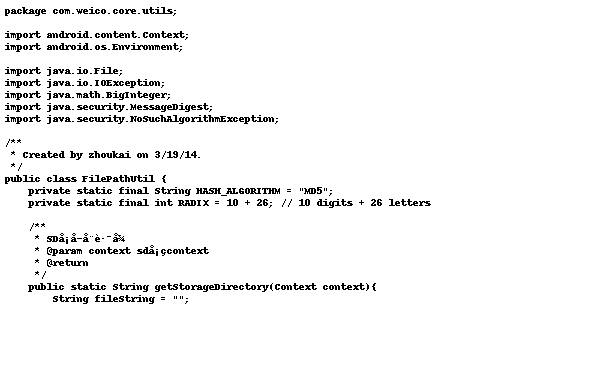 package com.weico.core.utils;
import android.content.Context;
import android.os.Environment;
import java.io.File;
import java.io.IOException;
import java.math.BigInteger;
import java.security.MessageDigest;
import java.security.NoSuchAlgorithmException;
/**
* Created by zhoukai on 3/19/14.
*/
public class FilePathUtil {
private static final String HASH_ALGORITHM = "MD5";
private static final int RADIX = 10 + 26; // 10 digits + 26 letters
/**
* SDå¡å­å¨è·¯å¾
* @param context sdå¡çcontext
* @return
*/
public static String getStorageDirectory(Context context){
String fileString = "";